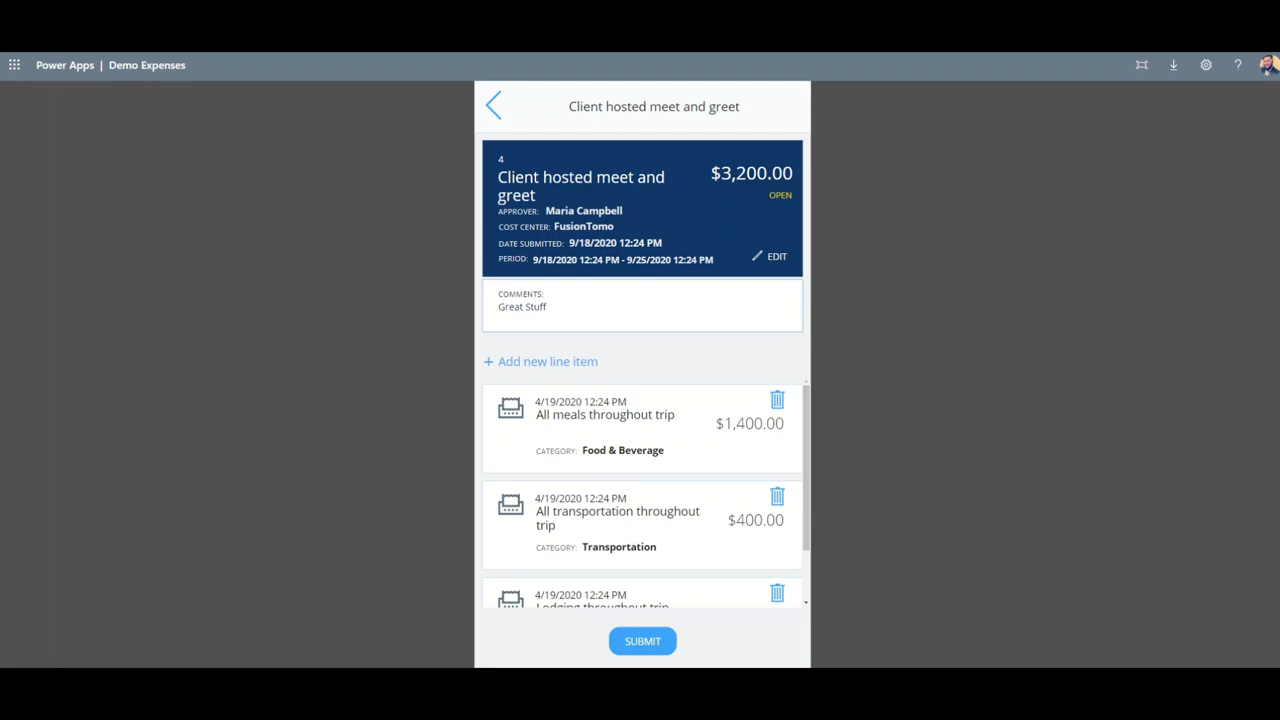 Power Apps | Demo Expenses
?
Client hosted meet and greet
4
Client hosted meet and
greet
$3,200.00
OPEN
APPROVER: Maria Campbell
COST CENTER: FusionTomo
DATE SUBMITTED: 9/18/2020 12:24 PM
PERIOD: 9/18/2020 12:24 PM - 9/25/2020 12:24 PM
EDIT
COMMENTS:
Great Stuff
+ Add new line item
4/19/2020 12:24 PM
All meals throughout trip
$1,400.00
CATEGORY: Food & Beverage
4/19/2020 12:24 PM
All transportation throughout
trip
$400.00
CATEGORY: Transportation
4/19/2020 12:24 PM
Lodging throughout trip
SUBMIT